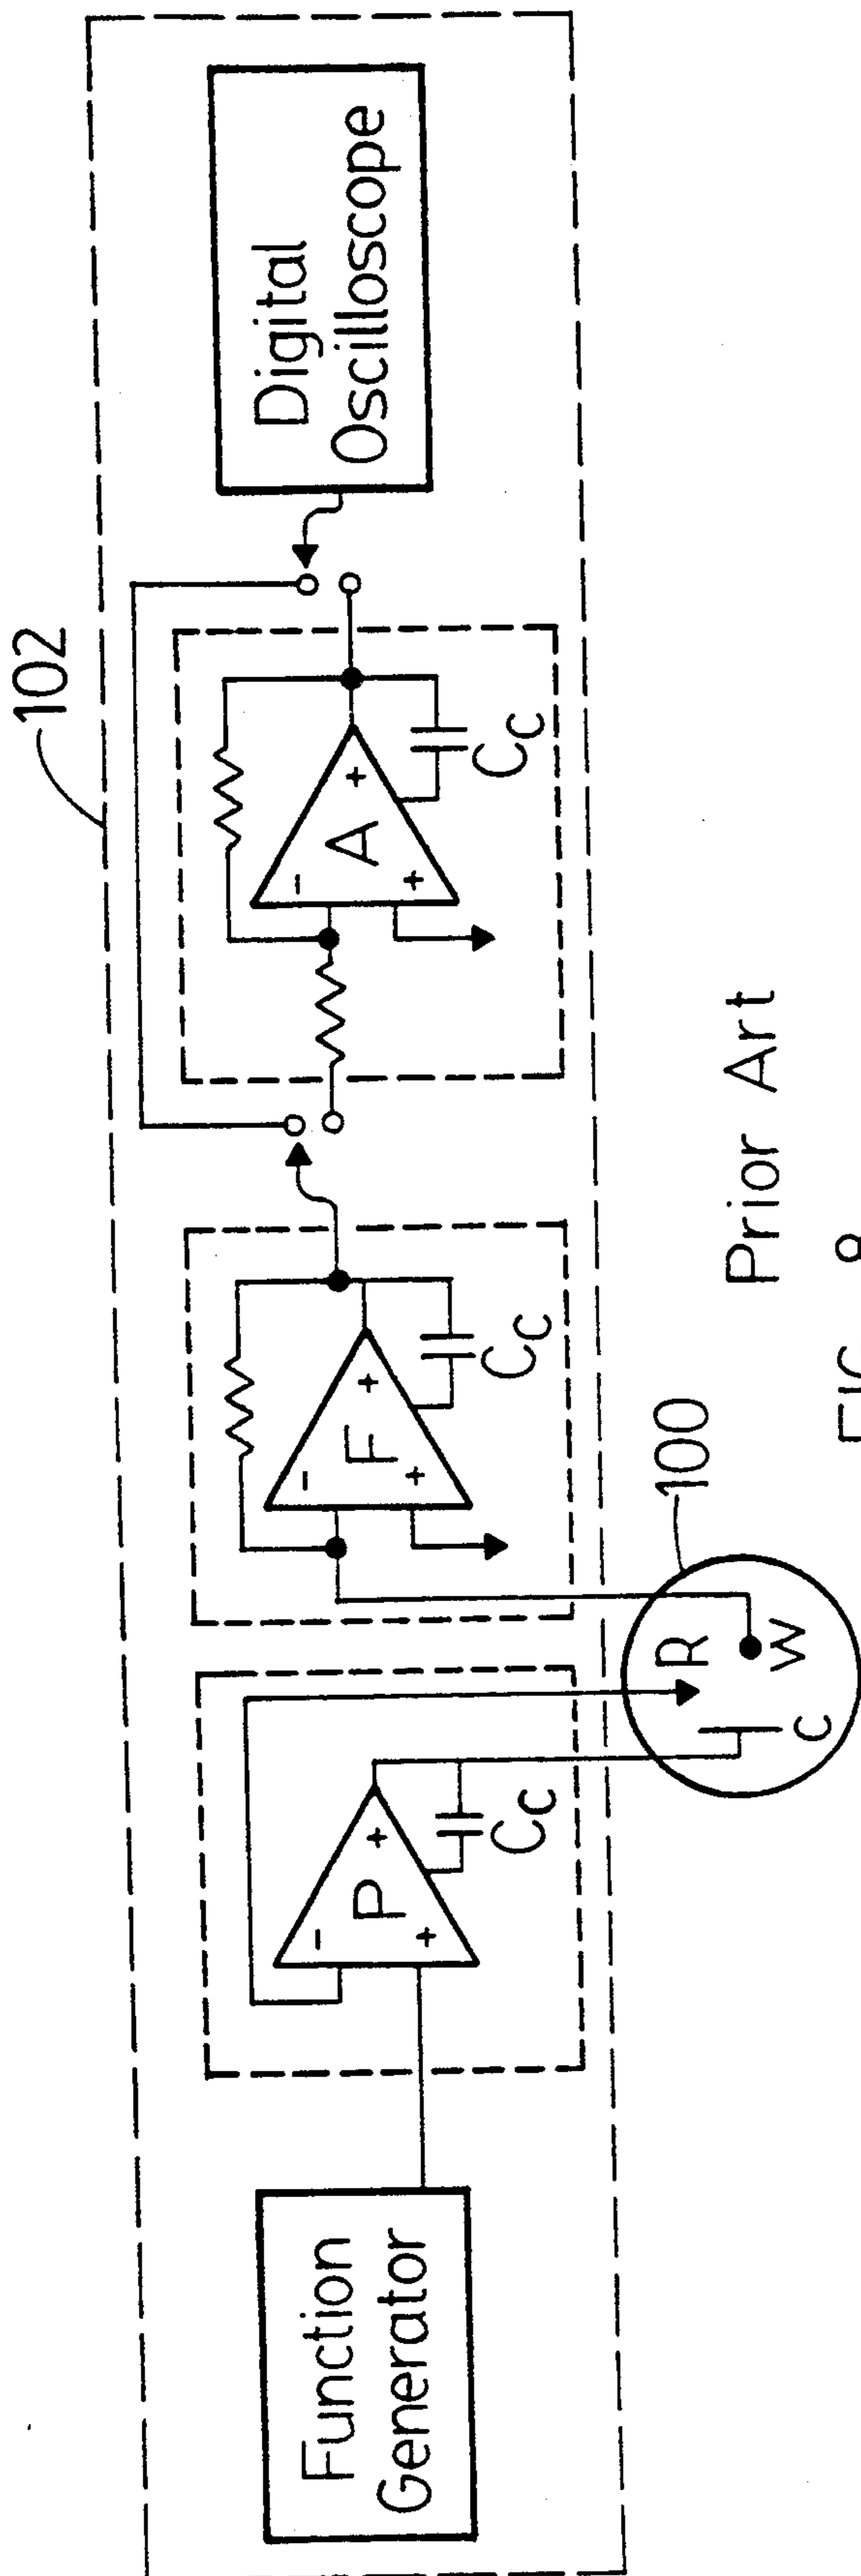 102
Function
Generator
-
P
+
+
Cc
-
F
+
+
Cc
-
A
+
+
Cc
Digital
Oscilloscope
100
C
R
W
Prior Art